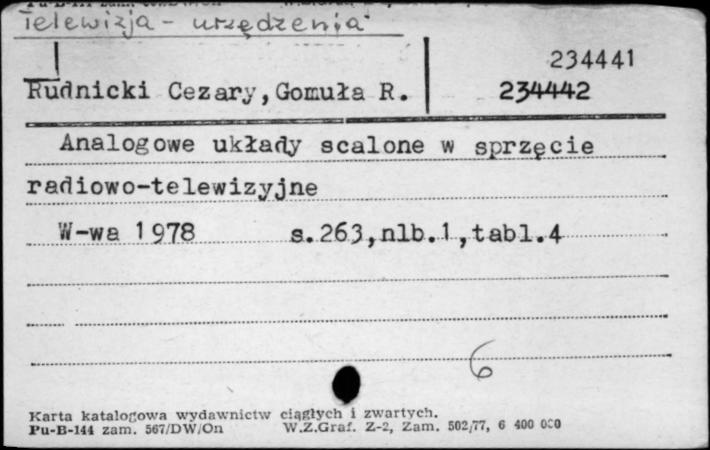 Telewizja - urządzenia
234441
Rudnicki Cezary, Gomuła R.
234442
Analogowe układy scalone w sprzęcie
radiowo-telewizyjne
W-wa 1978 s.263,nlb.1,tabl.4
6
Karta katalogowa wydawnictw ciągłych i zwartych.
Pu-B-144 zam. 567/DW/On W.Z.Graf. Z-2, Zam. 502/77, 6 400 000